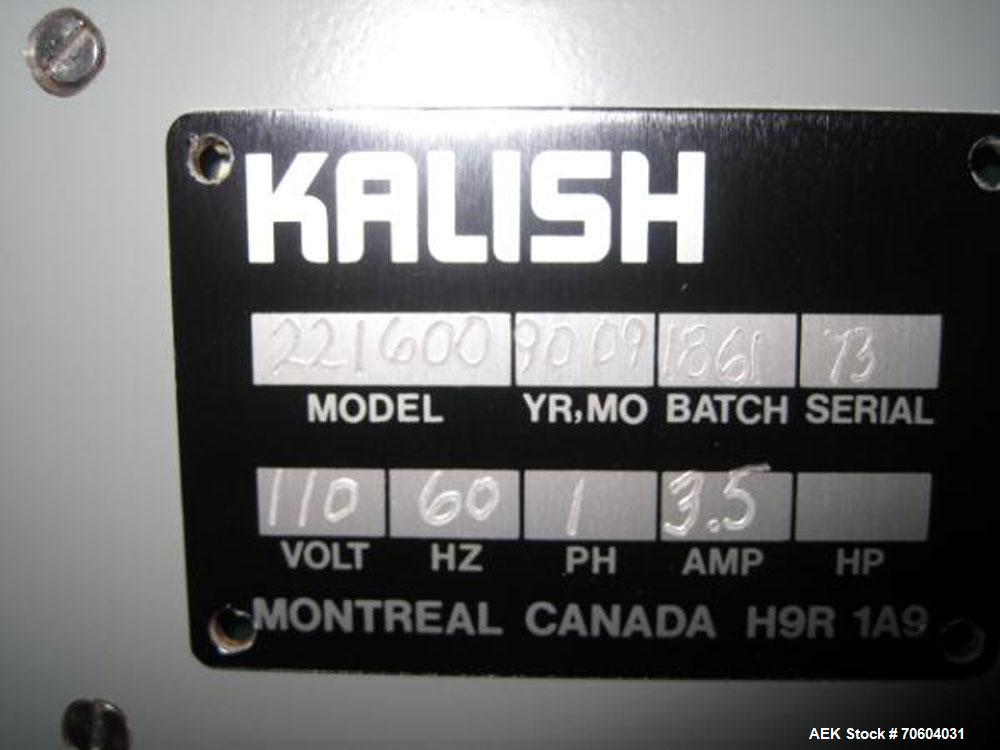 KALISH
221600 9009 1861 73
MODEL YR,MO BATCH SERIAL
110 60 1 3.5
VOLT HZ PH AMP HP
MONTREAL CANADA H9R 1A9
AEK Stock # 70604031